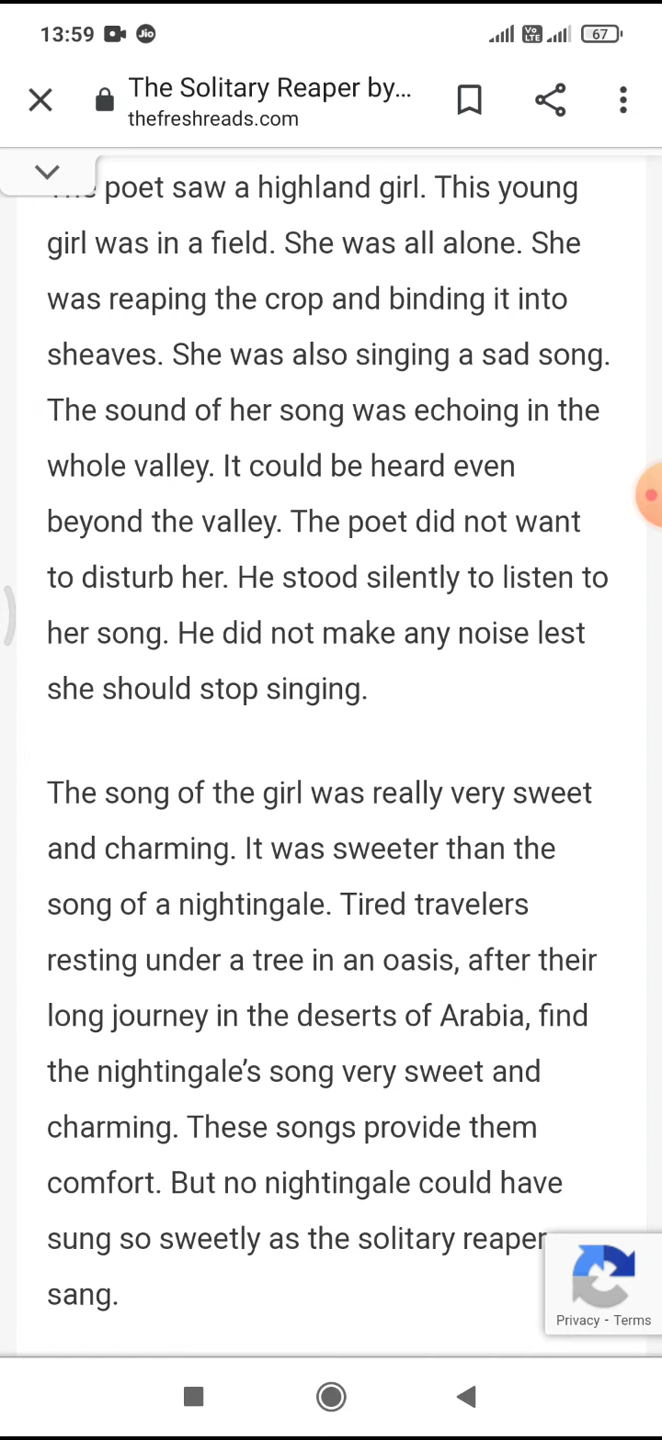 13:59 Jio Vo LTE 67
The Solitary Reaper by...
thefreshreads.com
poet saw a highland girl. This young
girl was in a field. She was all alone. She
was reaping the crop and binding it into
sheaves. She was also singing a sad song.
The sound of her song was echoing in the
whole valley. It could be heard even
beyond the valley. The poet did not want
to disturb her. He stood silently to listen to
her song. He did not make any noise lest
she should stop singing.
The song of the girl was really very sweet
and charming. It was sweeter than the
song of a nightingale. Tired travelers
resting under a tree in an oasis, after their
long journey in the deserts of Arabia, find
the nightingale's song very sweet and
charming. These songs provide them
comfort. But no nightingale could have
sung so sweetly as the solitary reaper
sang.
Privacy - Terms